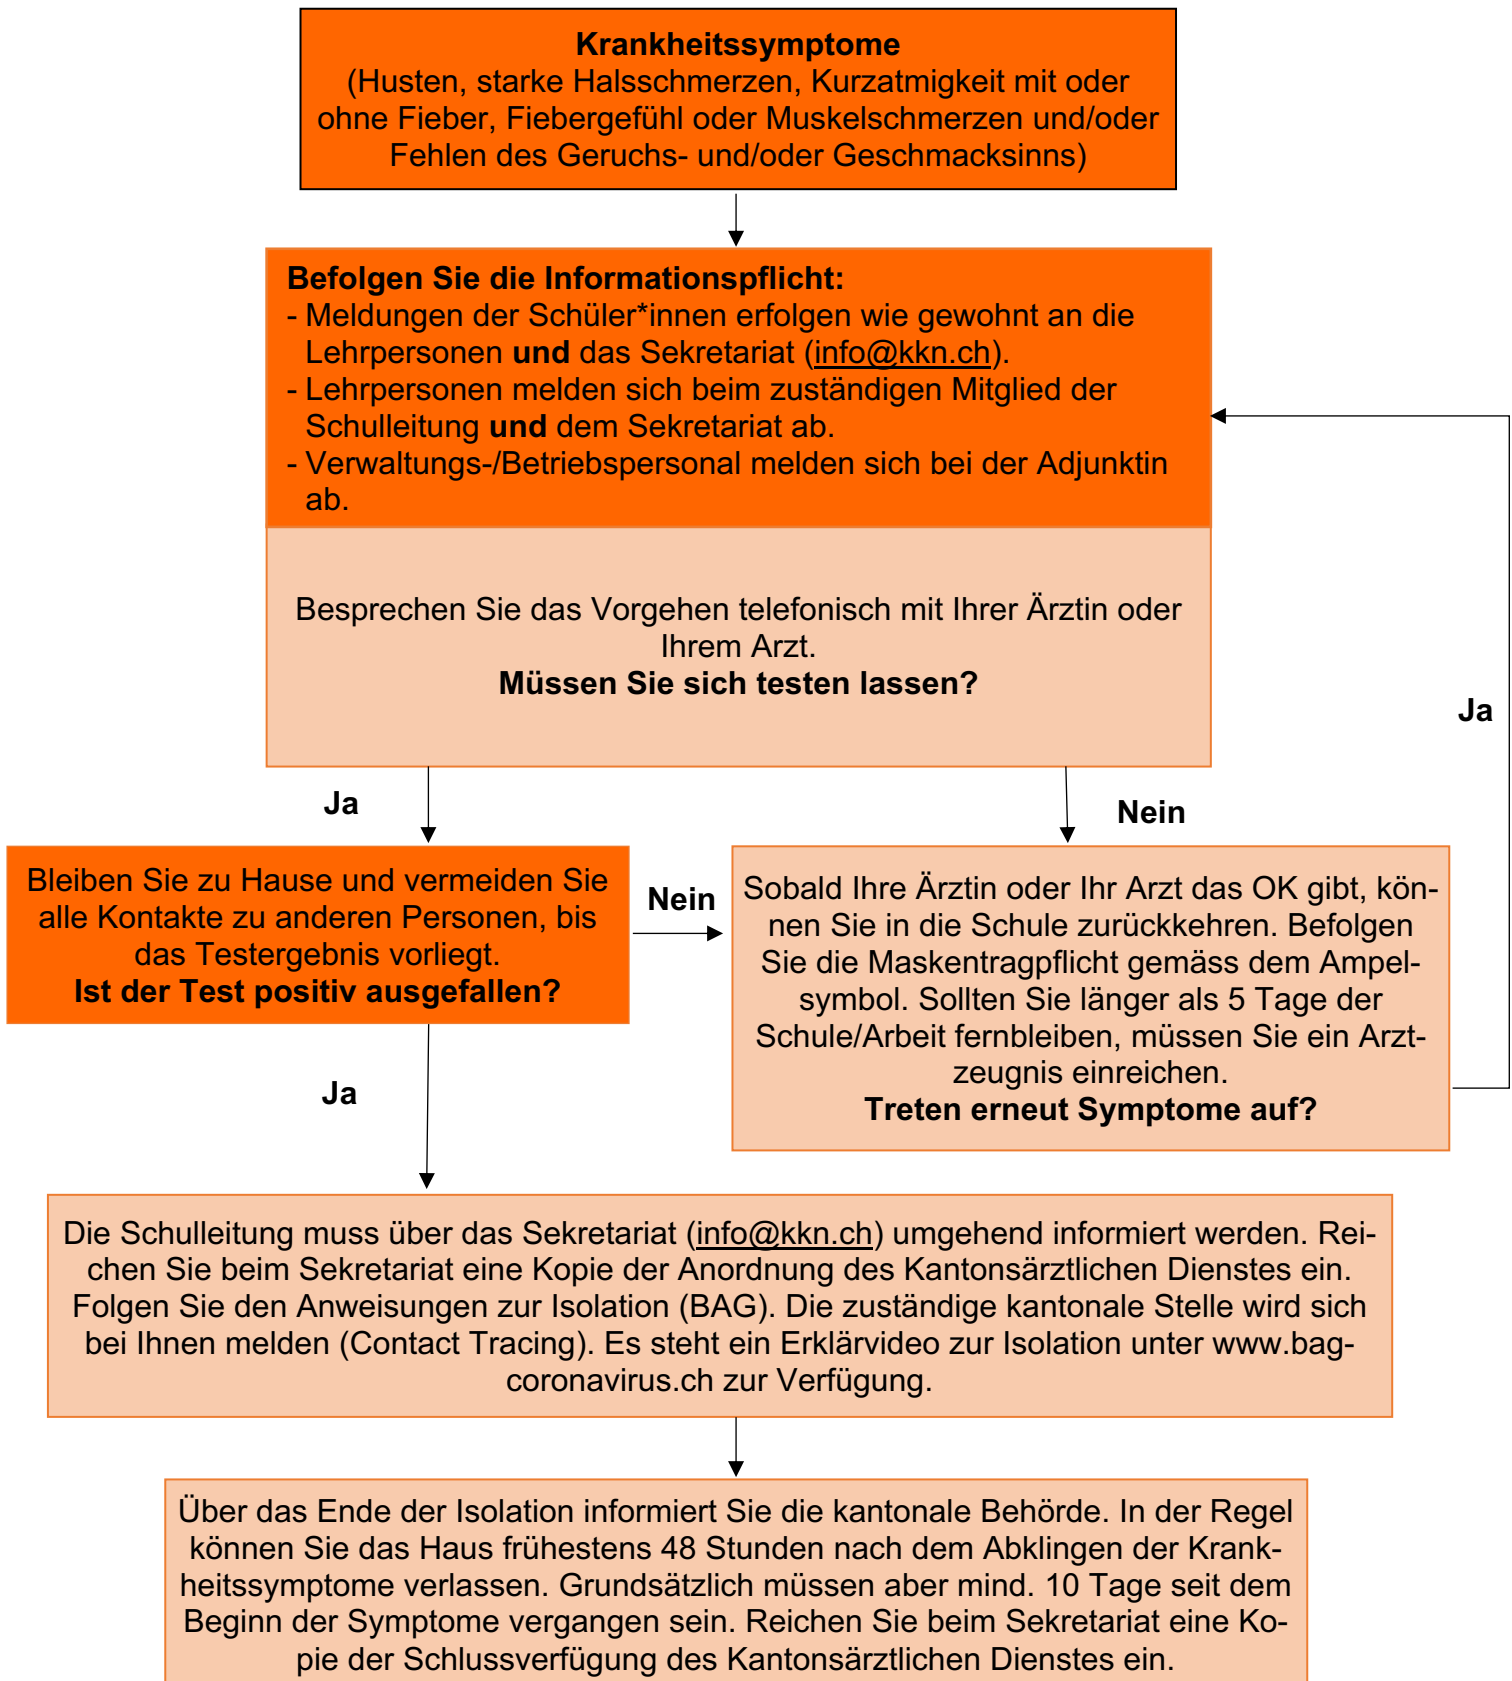 Krankheitssymptome
(Husten, starke Halsschmerzen, Kurzatmigkeit mit oder
ohne Fieber, Fiebergefühl oder Muskelschmerzen und/oder
Fehlen des Geruchs- und/oder Geschmacksinns)
Befolgen Sie die Informationspflicht:
- Meldungen der Schüler*innen erfolgen wie gewohnt an die
Lehrpersonen und das Sekretariat (info@kkn.ch).
- Lehrpersonen melden sich beim zuständigen Mitglied der
Schulleitung und dem Sekretariat ab.
- Verwaltungs-/Betriebspersonal melden sich bei der Adjunktin
ab.
Besprechen Sie das Vorgehen telefonisch mit Ihrer Ärztin oder
Ihrem Arzt.
Müssen Sie sich testen lassen?
Ja
Ja
Nein
Bleiben Sie zu Hause und vermeiden Sie
alle Kontakte zu anderen Personen, bis
das Testergebnis vorliegt.
Ist der Test positiv ausgefallen?
Nein
Sobald Ihre Ärztin oder Ihr Arzt das OK gibt, kön-
nen Sie in die Schule zurückkehren. Befolgen
Sie die Maskentragpflicht gemäss dem Ampel-
symbol. Sollten Sie länger als 5 Tage der
Schule/Arbeit fernbleiben, müssen Sie ein Arzt-
zeugnis einreichen.
Treten erneut Symptome auf?
Ja
Die Schulleitung muss über das Sekretariat (info@kkn.ch) umgehend informiert werden. Rei-
chen Sie beim Sekretariat eine Kopie der Anordnung des Kantonsärztlichen Dienstes ein.
Folgen Sie den Anweisungen zur Isolation (BAG). Die zuständige kantonale Stelle wird sich
bei Ihnen melden (Contact Tracing). Es steht ein Erklärvideo zur Isolation unter www.bag-
coronavirus.ch zur Verfügung.
Über das Ende der Isolation informiert Sie die kantonale Behörde. In der Regel
können Sie das Haus frühestens 48 Stunden nach dem Abklingen der Krank-
heitssymptome verlassen. Grundsätzlich müssen aber mind. 10 Tage seit dem
Beginn der Symptome vergangen sein. Reichen Sie beim Sekretariat eine Ko-
pie der Schlussverfügung des Kantonsärztlichen Dienstes ein.